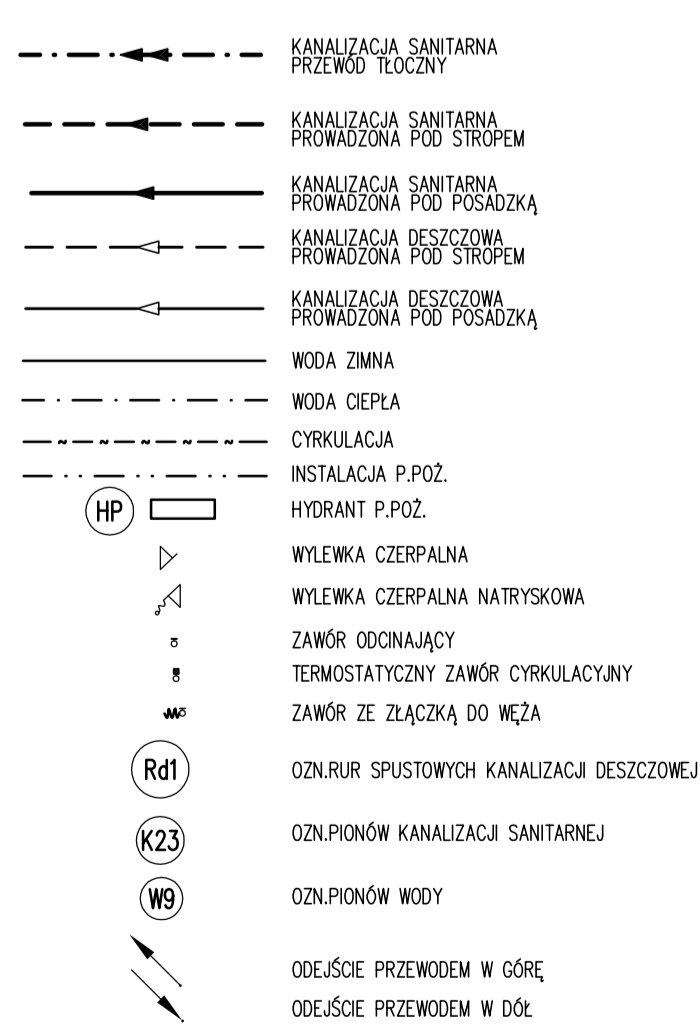 KANALIZACJA SANITARNA
PRZEWÓD TŁOCZNY
KANALIZACJA SANITARNA
PROWADZONA POD STROPEM
KANALIZACJA SANITARNA
PROWADZONA POD POSADZKĄ
KANALIZACJA DESZCZOWA
PROWADZONA POD STROPEM
KANALIZACJA DESZCZOWA
PROWADZONA POD POSADZKĄ
WODA ZIMNA
WODA CIEPŁA
CYRKULACJA
INSTALACJA P.POŻ.
HP HYDRANT P.POŻ.
WYLEWKA CZERPALNA
WYLEWKA CZERPALNA NATRYSKOWA
ZAWÓR ODCINAJĄCY
TERMOSTATYCZNY ZAWÓR CYRKULACYJNY
ZAWÓR ZE ZŁĄCZKĄ DO WĘŻA
Rd1 OZN.RUR SPUSTOWYCH KANALIZACJI DESZCZOWEJ
K23 OZN.PIONÓW KANALIZACJI SANITARNEJ
W9 OZN.PIONÓW WODY
ODEJŚCIE PRZEWODEM W GÓRĘ
ODEJŚCIE PRZEWODEM W DÓŁ